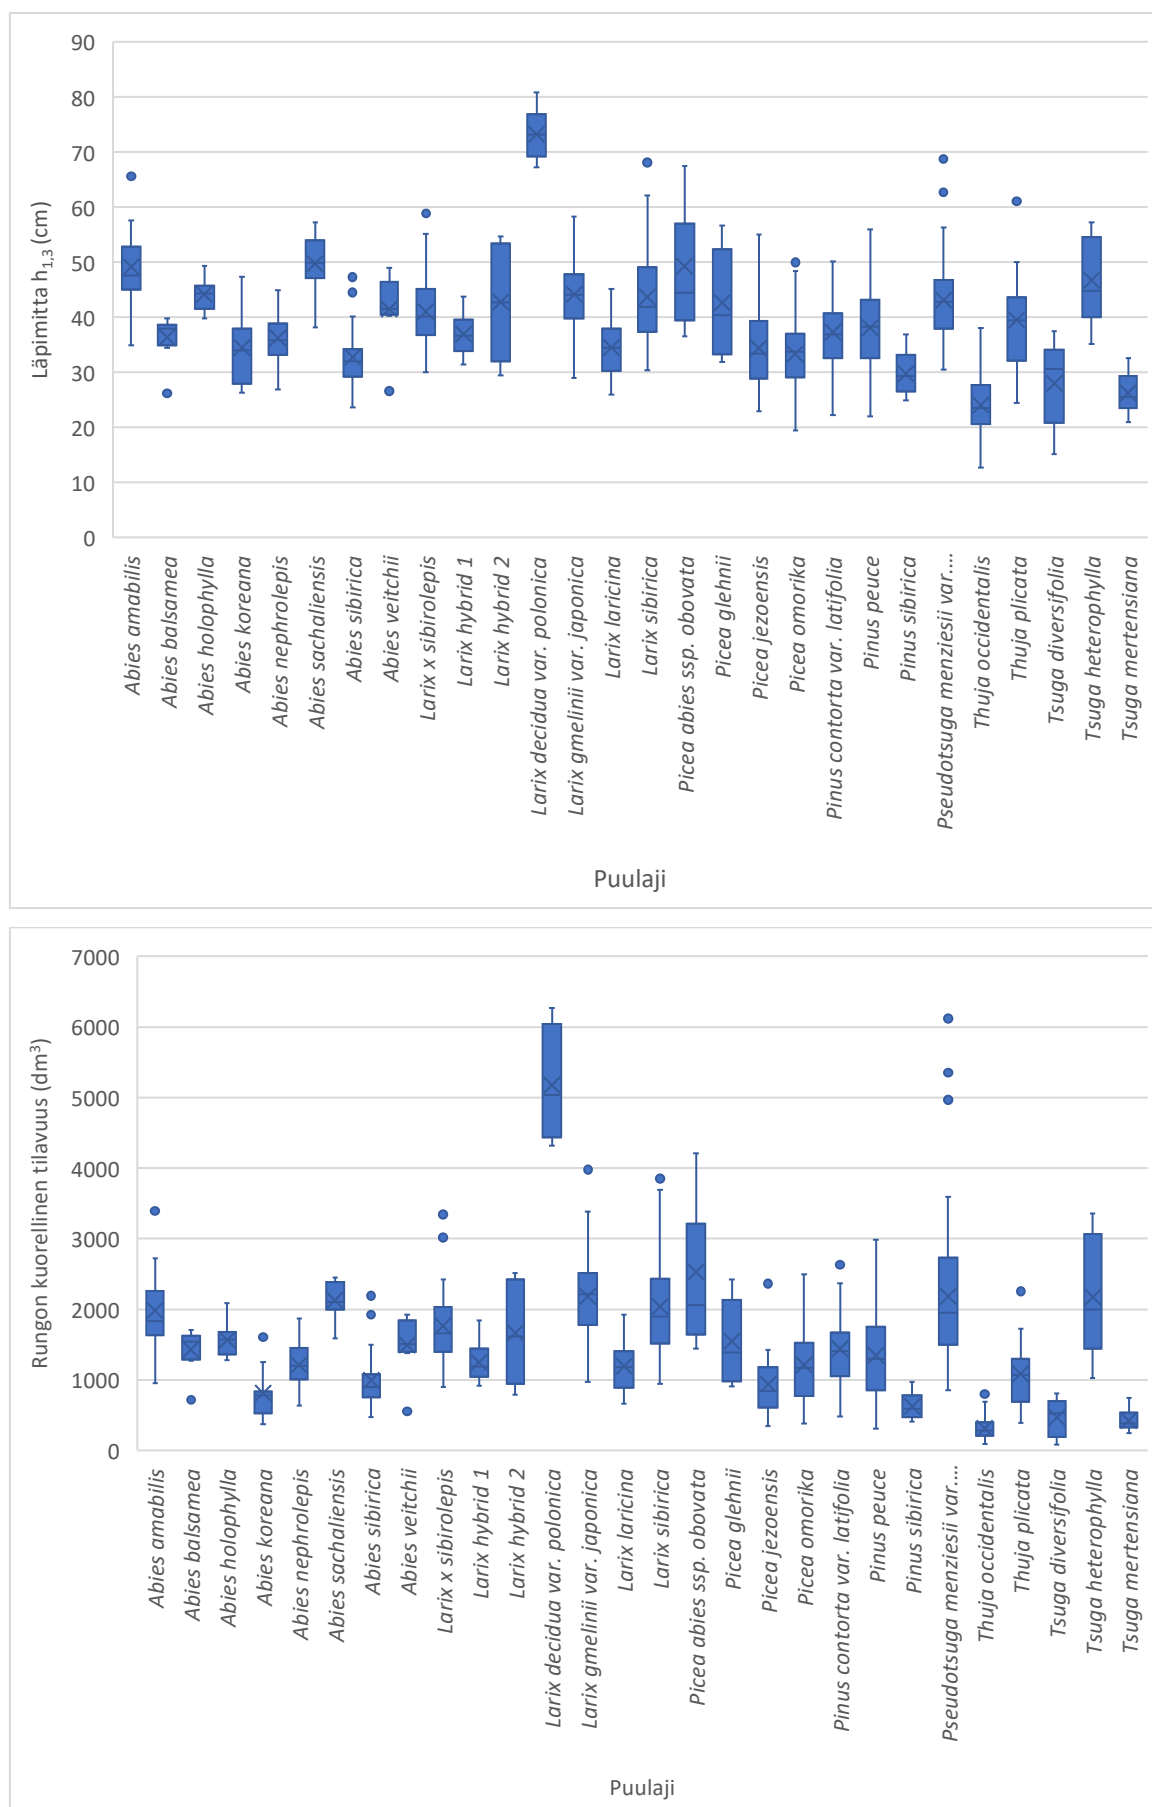 90
80
70
60
50
40
30
20
10
0
Läpimitta h1,3 (cm)
Abies amabilis
Abies balsamea
Abies holophylla
Abies koreana
Abies nephrolepis
Abies sachaliensis
Abies sibirica
Abies veitchii
Larix x sibirolepis
Larix hybrid 1
Larix hybrid 2
Larix decidua var. polonica
Larix gmelinii var. japonica
Larix laricina
Larix sibirica
Picea abies ssp. obovata
Picea glehnii
Picea jezoensis
Picea omorika
Pinus contorta var. latifolia
Pinus peuce
Pinus sibirica
Pseudotsuga menziesii var....
Thuja occidentalis
Thuja plicata
Tsuga diversifolia
Tsuga heterophylla
Tsuga mertensiana
Puulaji
7000
6000
5000
4000
3000
2000
1000
0
Rungon kuorellinen tilavuus (dm³)
Abies amabilis
Abies balsamea
Abies holophylla
Abies koreana
Abies nephrolepis
Abies sachaliensis
Abies sibirica
Abies veitchii
Larix x sibirolepis
Larix hybrid 1
Larix hybrid 2
Larix decidua var. polonica
Larix gmelinii var. japonica
Larix laricina
Larix sibirica
Picea abies ssp. obovata
Picea glehnii
Picea jezoensis
Picea omorika
Pinus contorta var. latifolia
Pinus peuce
Pinus sibirica
Pseudotsuga menziesii var....
Thuja occidentalis
Thuja plicata
Tsuga diversifolia
Tsuga heterophylla
Tsuga mertensiana
Puulaji